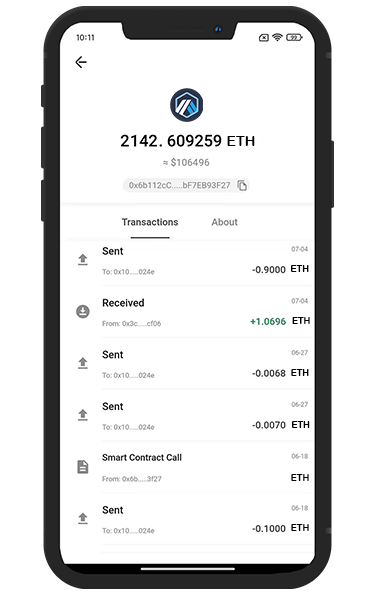 10:11
99
2142. 609259 ETH
≈ $106496
0x6b112cC.....bF7EB93F27
Transactions About
Sent 07-04
To: 0x10.....024e -0.9000 ETH
Received 07-04
From: 0x3c.....cf06 +1.0696 ETH
Sent 06-27
To: 0x10.....024e -0.0068 ETH
Sent 06-27
To: 0x10.....024e -0.0070 ETH
Smart Contract Call 06-18
From: 0x6b.....3f27 ETH
Sent 06-18
To: 0x10.....024e -0.1000 ETH